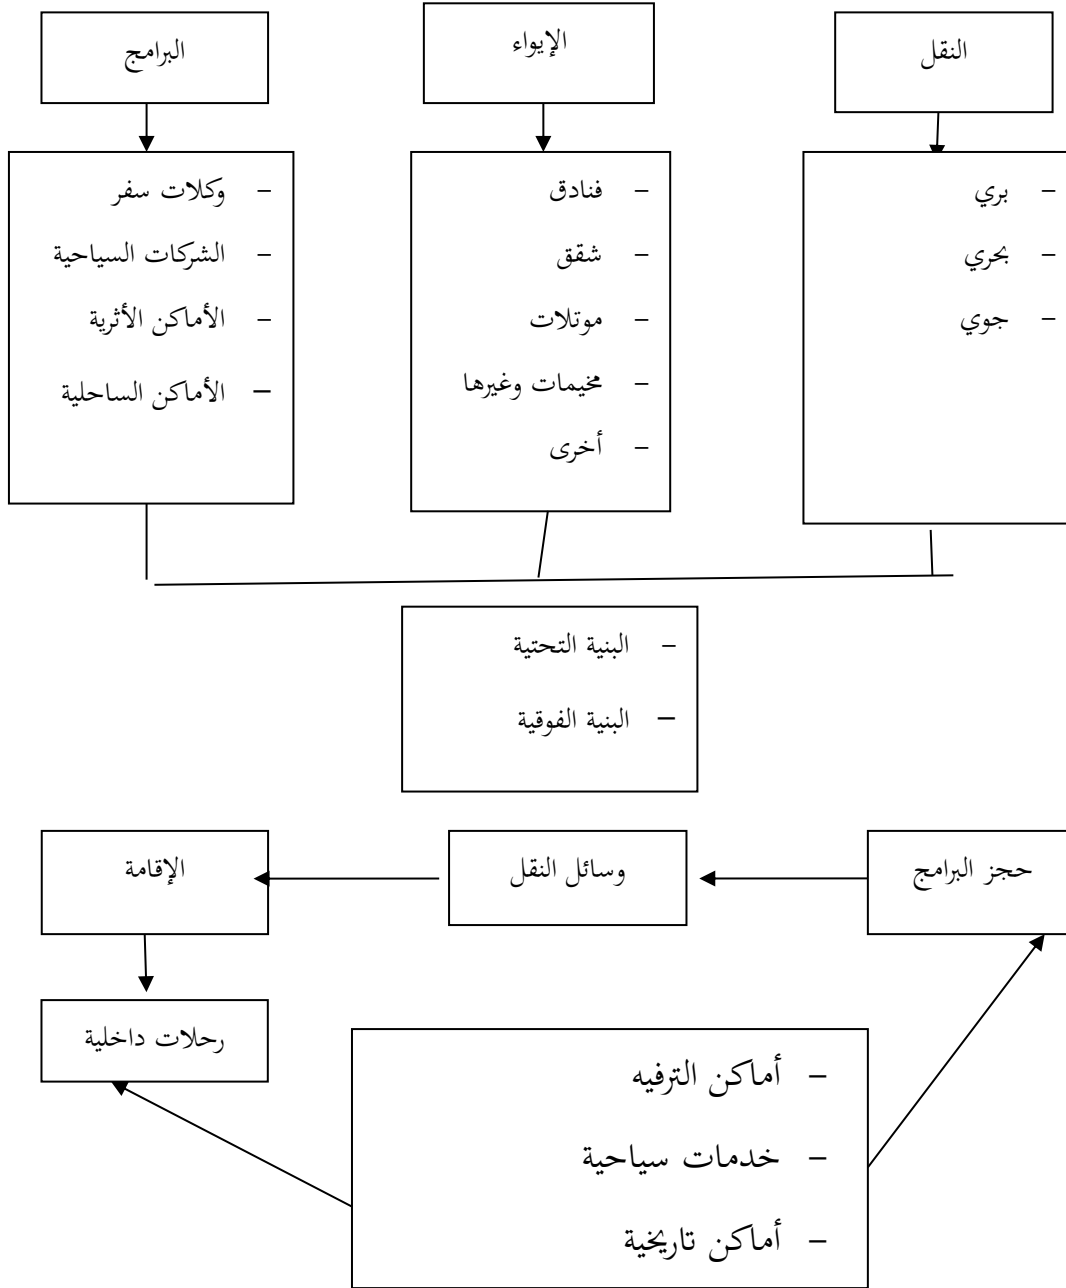 النقل
الإيواء
البرامج
– بري
– بحري
– جوي
– فنادق
– شقق
– موتلات
– مخيمات وغيرها
– أخرى
– وكلات سفر
– الشركات السياحية
– الأماكن الأثرية
– الأماكن الساحلية
– البنية التحتية
– البنية الفوقية
حجز البرامج
وسائل النقل
الإقامة
رحلات داخلية
– أماكن الترفيه
– خدمات سياحية
– أماكن تاريخية